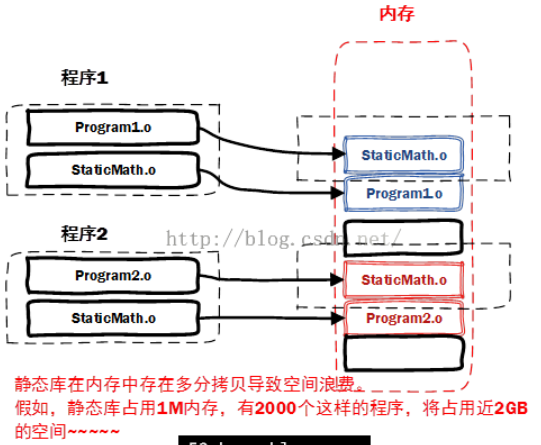 内存
程序1
Program1.o
StaticMath.o
StaticMath.o
Program1.o
程序2
http://blog.csdn.net/
Program2.o
StaticMath.o
StaticMath.o
Program2.o
静态库在内存中存在多分拷贝导致空间浪费。
假如，静态库占用1M内存，有2000个这样的程序，将占用近2GB
的空间~~~~~